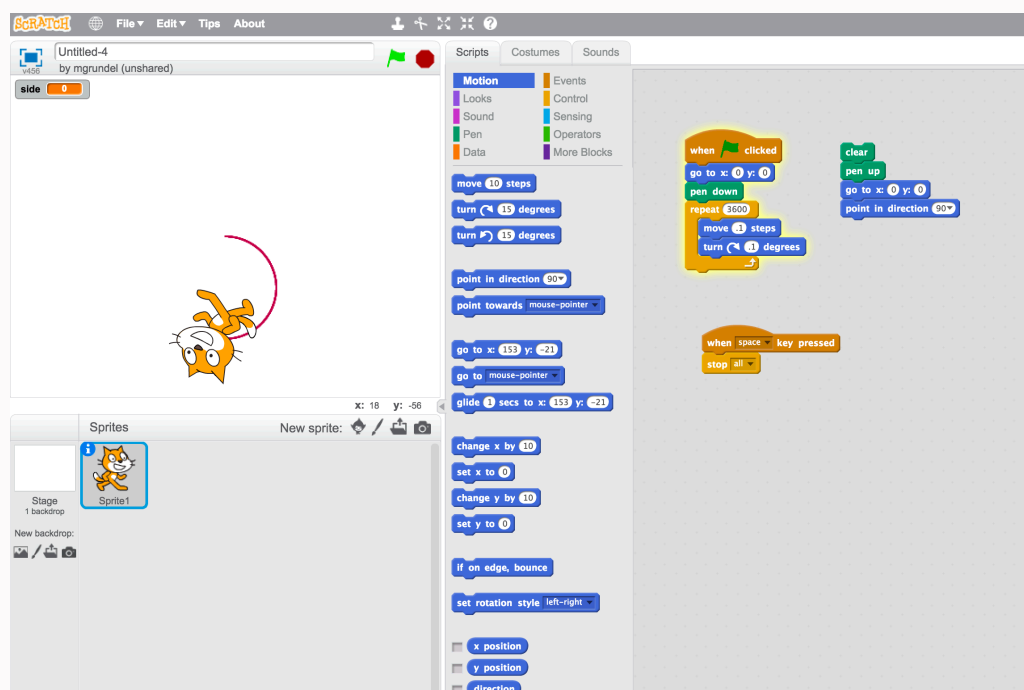 SCRATCH File▼ Edit▼ Tips About
Untitled-4
v456 by mgrundel (unshared)
side 0
x: 18 y: -56
Sprites New sprite:
Stage
1 backdrop
New backdrop:
Sprite1
Scripts Costumes Sounds
Motion Events
Looks Control
Sound Sensing
Pen Operators
Data More Blocks
move 10 steps
turn 15 degrees
turn 15 degrees
point in direction 90▼
point towards mouse-pointer
go to x: 153 y: -21
go to mouse-pointer
glide 1 secs to x: 153 y: -21
change x by 10
set x to 0
change y by 10
set y to 0
if on edge, bounce
set rotation style left-right
x position
y position
direction
when clicked
go to x: 0 y: 0
pen down
repeat 3600
move .1 steps
turn .1 degrees
clear
pen up
go to x: 0 y: 0
point in direction 90▼
when space key pressed
stop all